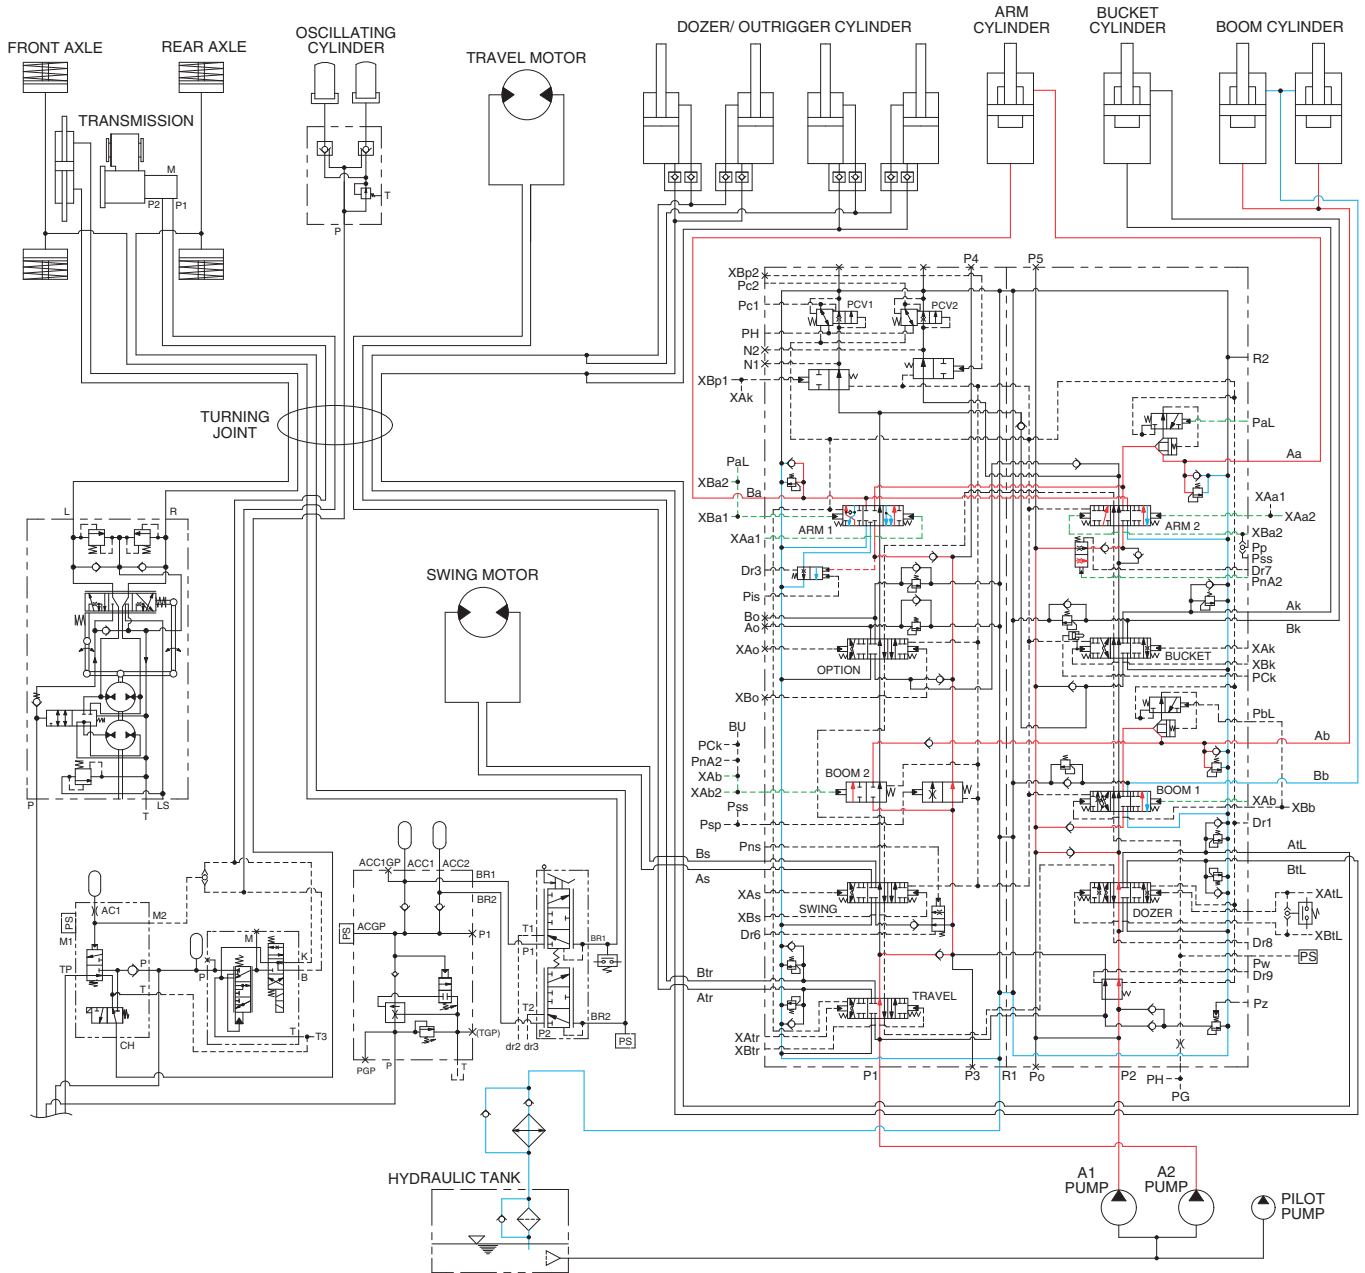 FRONT AXLE
REAR AXLE
OSCILLATING
CYLINDER
TRAVEL MOTOR
DOZER/ OUTRIGGER CYLINDER
ARM
CYLINDER
BUCKET
CYLINDER
BOOM CYLINDER
TRANSMISSION
M
P2
P1
T
P
TURNING
JOINT
L
R
P
T
LS
SWING MOTOR
XBp2
Pc2
Pc1
PH
N2
N1
XBp1
XAk
P4
P5
PCV1
PCV2
R2
PaL
Aa
PaL
XBa2
Ba
XBa1
XAa1
ARM 1
ARM 2
XAa1
XAa2
XBa2
Pp
Pss
Dr7
PnA2
Dr3
Pis
Bo
Ao
XAo
OPTION
XBo
Ak
Bk
BUCKET
XAk
XBk
PCk
PbL
BU
PCk
PnA2
XAb
XAb2
Pss
Psp
BOOM 2
Ab
Bb
BOOM 1
XAb
XBb
Pns
Bs
As
XAs
SWING
XBs
Dr6
Dr1
AtL
BtL
DOZER
XAtL
XBtL
Dr8
Pw
PS
Dr9
Pz
Btr
Atr
TRAVEL
XAtr
XBtr
P1
P3
R1
Po
P2
PH
PG
PS
AC1
M2
M1
TP
P
T
CH
M
P
K
B
T
T3
ACC1GP
ACC1
ACC2
BR1
BR2
PS
ACGP
P1
(TGP)
PGP
P
T
T1
P1
BR1
T2
P2
BR2
dr2
dr3
PS
HYDRAULIC TANK
A1
PUMP
A2
PUMP
PILOT
PUMP